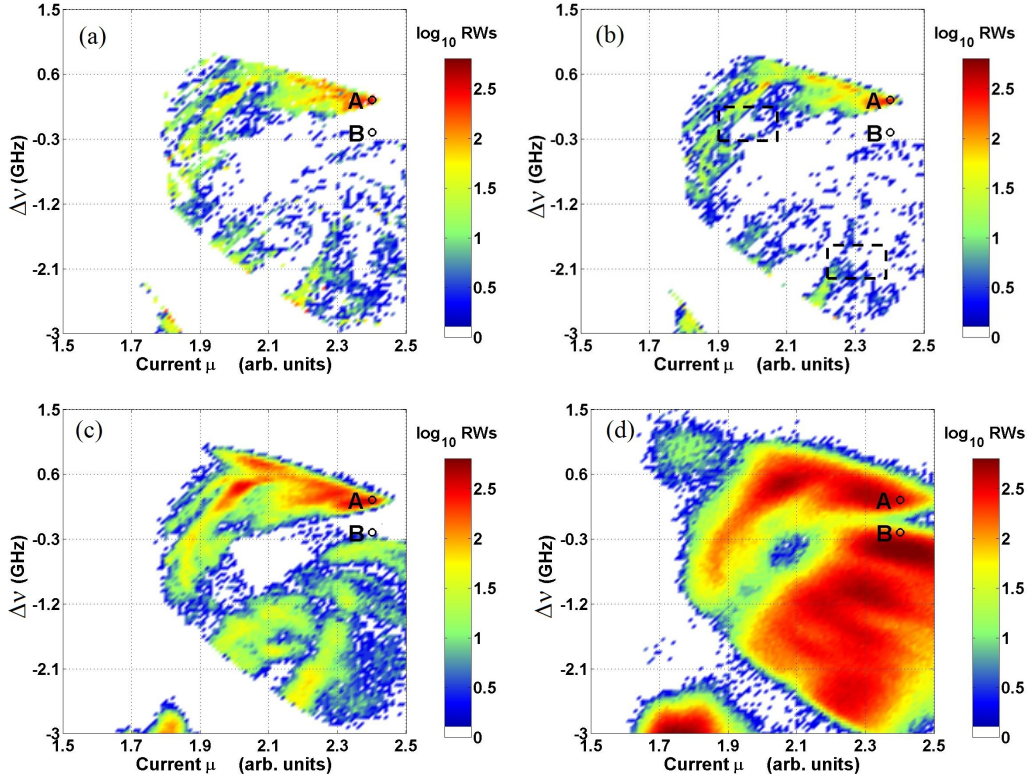 (a)
1.5
0.6
-0.3
-1.2
-2.1
-3
Δν (GHz)
A
B
1.5 1.7 1.9 2.1 2.3 2.5
Current μ (arb. units)
log10 RWs
2.5
2
1.5
1
0.5
0
(b)
1.5
0.6
-0.3
-1.2
-2.1
-3
Δν (GHz)
A
B
1.5 1.7 1.9 2.1 2.3 2.5
Current μ (arb. units)
log10 RWs
2.5
2
1.5
1
0.5
0
(c)
1.5
0.6
-0.3
-1.2
-2.1
-3
Δν (GHz)
A
B
1.5 1.7 1.9 2.1 2.3 2.5
Current μ (arb. units)
log10 RWs
2.5
2
1.5
1
0.5
0
(d)
1.5
0.6
-0.3
-1.2
-2.1
-3
Δν (GHz)
A
B
1.5 1.7 1.9 2.1 2.3 2.5
Current μ (arb. units)
log10 RWs
2.5
2
1.5
1
0.5
0